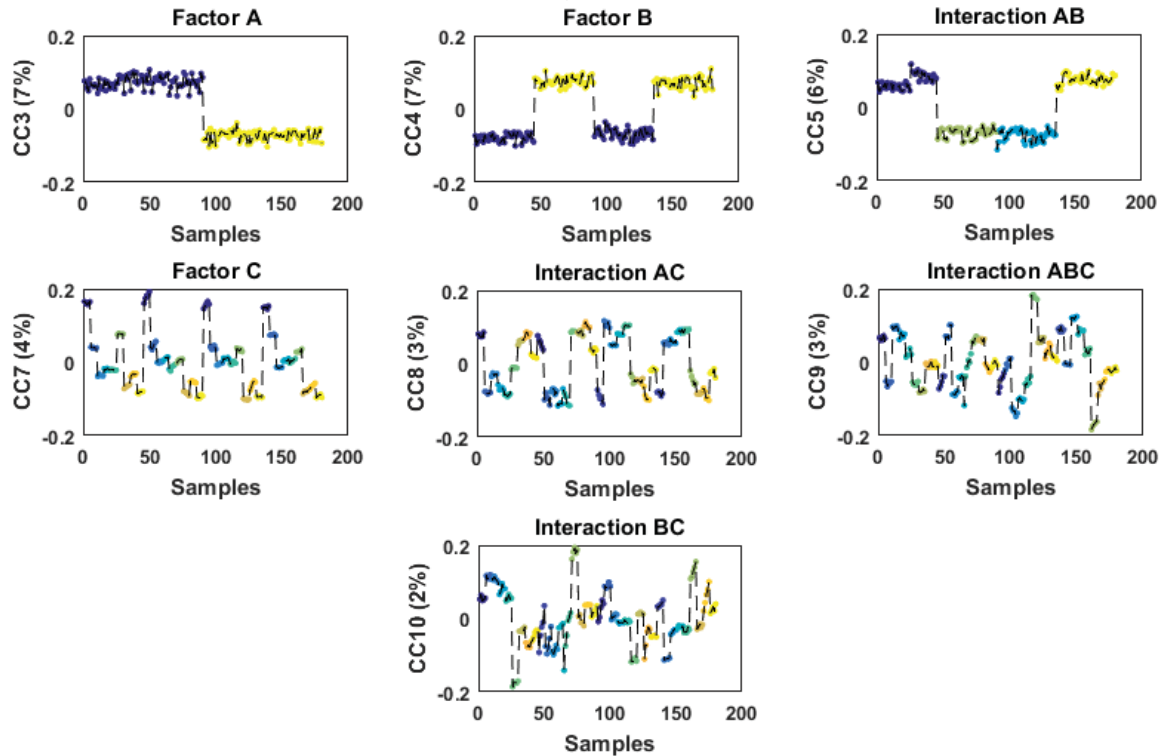 Factor A
Factor B
Interaction AB
CC3 (7%)
0.2
0
-0.2
0 50 100 150 200
Samples
CC4 (7%)
0.2
0
-0.2
0 50 100 150 200
Samples
CC5 (6%)
0.2
0
-0.2
0 50 100 150 200
Samples
Factor C
Interaction AC
Interaction ABC
CC7 (4%)
0.2
0
-0.2
0 50 100 150 200
Samples
CC8 (3%)
0.2
0
-0.2
0 50 100 150 200
Samples
CC9 (3%)
0.2
0
-0.2
0 50 100 150 200
Samples
Interaction BC
CC10 (2%)
0.2
0
-0.2
0 50 100 150 200
Samples